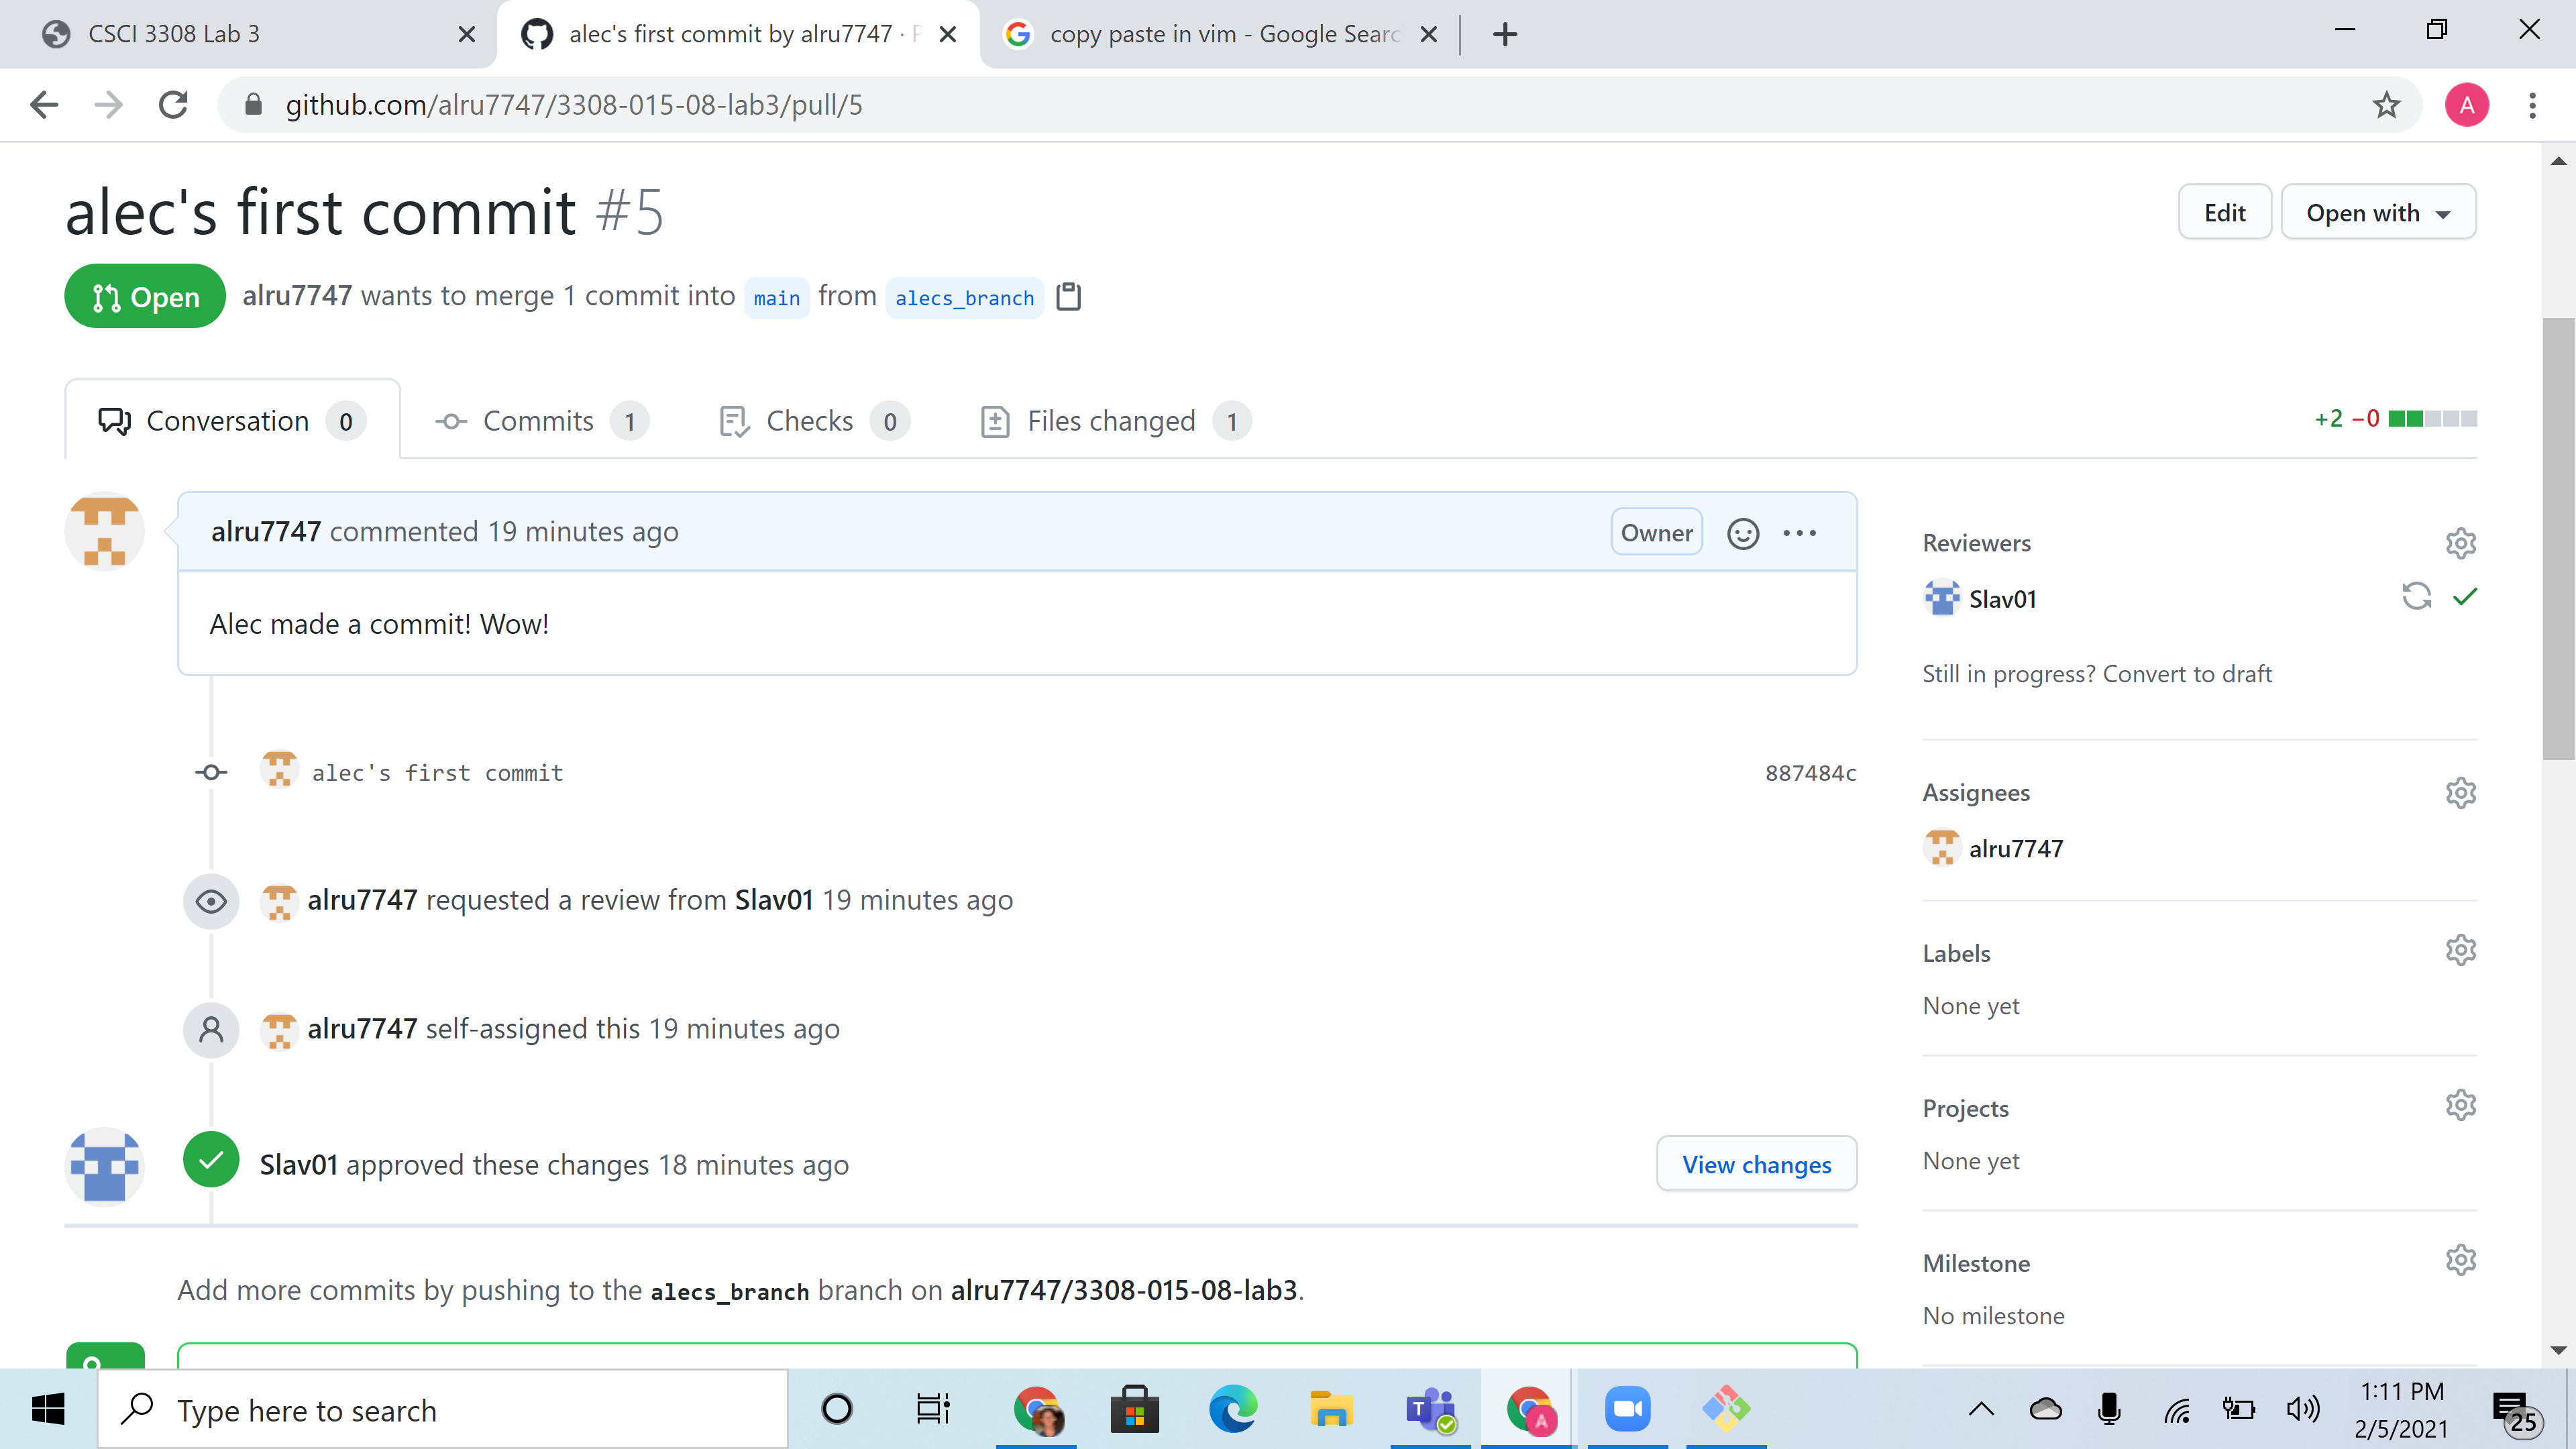 CSCI 3308 Lab 3
alec's first commit by alru7747 ·
copy paste in vim - Google Searc
github.com/alru7747/3308-015-08-lab3/pull/5
A
alec's first commit #5
Edit
Open with
Open
alru7747 wants to merge 1 commit into main from alecs_branch
Conversation 0
Commits 1
Checks 0
Files changed 1
+2 −0
alru7747 commented 19 minutes ago
Owner
Alec made a commit! Wow!
alec's first commit
887484c
alru7747 requested a review from Slav01 19 minutes ago
alru7747 self-assigned this 19 minutes ago
Slav01 approved these changes 18 minutes ago
View changes
Add more commits by pushing to the alecs_branch branch on alru7747/3308-015-08-lab3.
Reviewers
Slav01
Still in progress? Convert to draft
Assignees
alru7747
Labels
None yet
Projects
None yet
Milestone
No milestone
Type here to search
T
A
1:11 PM
2/5/2021
25